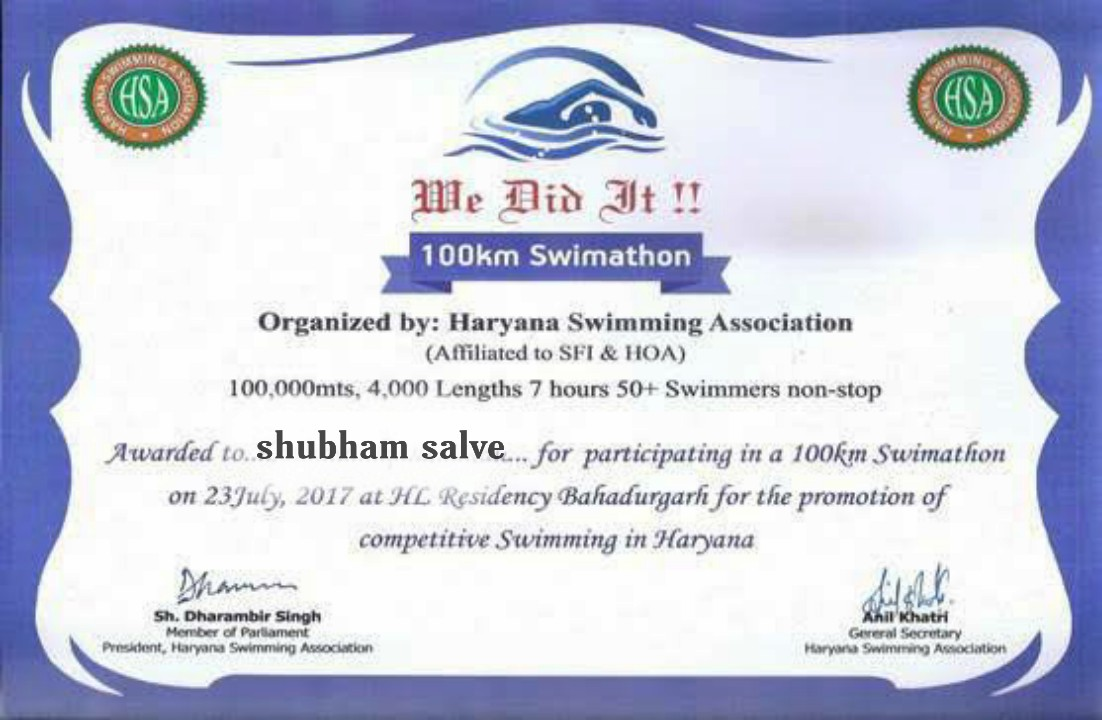 HARYANA SWIMMING ASSOCIATION
HSA
HARYANA SWIMMING ASSOCIATION
HSA
We Did It !!
100km Swimathon
Organized by: Haryana Swimming Association
(Affiliated to SFI & HOA)
100,000mts, 4,000 Lengths 7 hours 50+ Swimmers non-stop
Awarded to..shubham salve.... for participating in a 100km Swimathon
on 23July, 2017 at HL Residency Bahadurgarh for the promotion of
competitive Swimming in Haryana
Sh. Dharambir Singh
Member of Parliament
President, Haryana Swimming Association
Anil Khatri
Gereral Secretary
Haryana Swimming Association